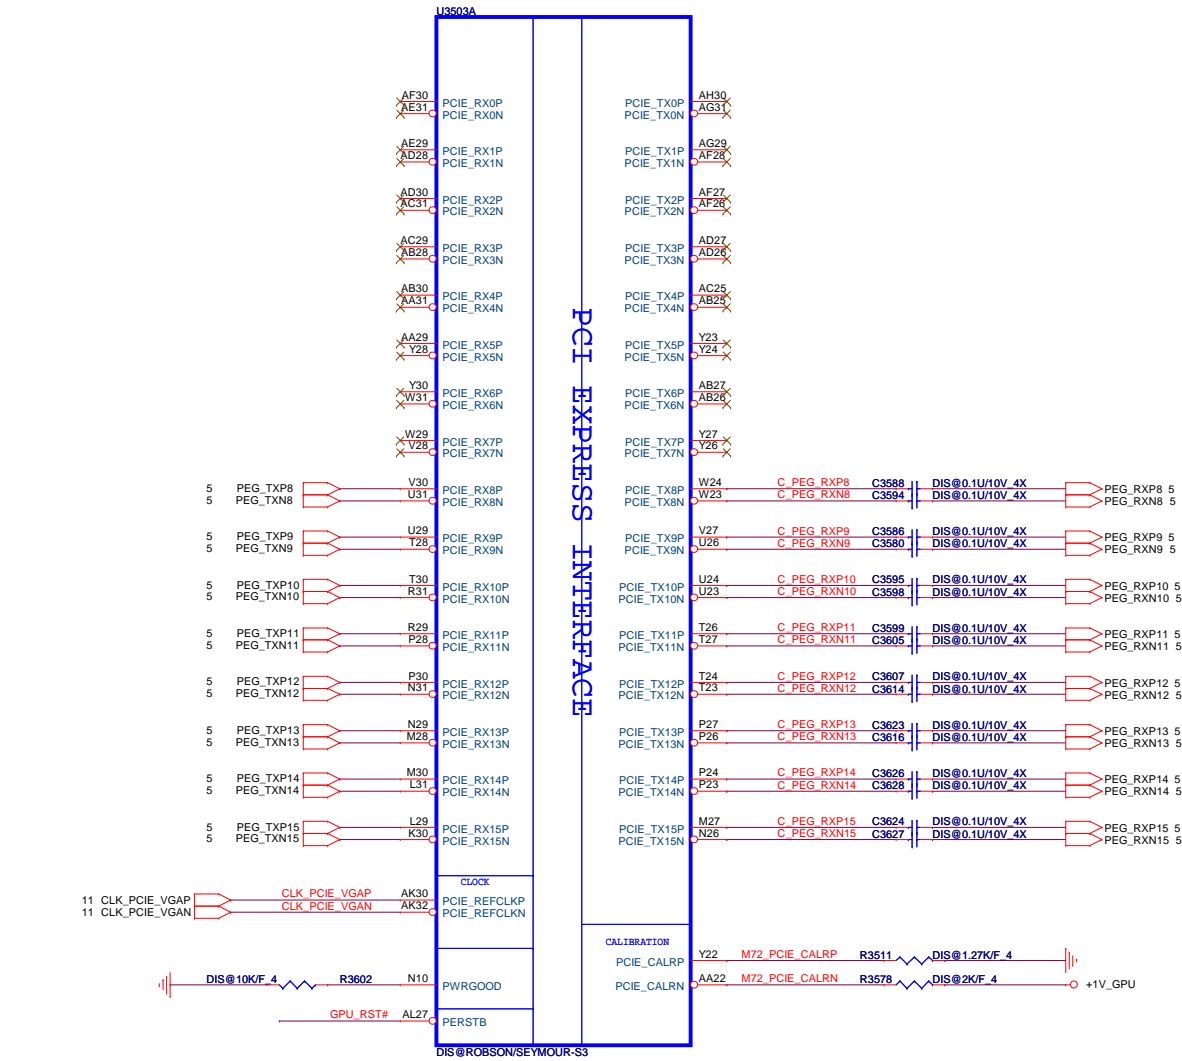 U3503A
AF30 PCIE_RX0P PCIE_TX0P AH30
AE31 PCIE_RX0N PCIE_TX0N AG31
AE29 PCIE_RX1P PCIE_TX1P AG29
AD28 PCIE_RX1N PCIE_TX1N AF28
AD30 PCIE_RX2P PCIE_TX2P AF27
AC31 PCIE_RX2N PCIE_TX2N AF26
AC29 PCIE_RX3P PCIE_TX3P AD27
AB28 PCIE_RX3N PCIE_TX3N AD26
AB30 PCIE_RX4P PCIE_TX4P AC25
AA31 PCIE_RX4N PCIE_TX4N AB25
AA29 PCIE_RX5P PCIE_TX5P Y23
Y28 PCIE_RX5N PCIE_TX5N Y24
Y30 PCIE_RX6P PCIE_TX6P AB27
W31 PCIE_RX6N PCIE_TX6N AB26
W29 PCIE_RX7P PCIE_TX7P Y27
V28 PCIE_RX7N PCIE_TX7N Y26
PCI EXPRESS INTERFACE
5 PEG_TXP8 V30 PCIE_RX8P PCIE_TX8P W24 C_PEG_RXP8 C3588 DIS@0.1U/10V_4X PEG_RXP8 5
5 PEG_TXN8 U31 PCIE_RX8N PCIE_TX8N W23 C_PEG_RXN8 C3594 DIS@0.1U/10V_4X PEG_RXN8 5
5 PEG_TXP9 U29 PCIE_RX9P PCIE_TX9P V27 C_PEG_RXP9 C3586 DIS@0.1U/10V_4X PEG_RXP9 5
5 PEG_TXN9 T28 PCIE_RX9N PCIE_TX9N U26 C_PEG_RXN9 C3580 DIS@0.1U/10V_4X PEG_RXN9 5
5 PEG_TXP10 T30 PCIE_RX10P PCIE_TX10P U24 C_PEG_RXP10 C3595 DIS@0.1U/10V_4X PEG_RXP10 5
5 PEG_TXN10 R31 PCIE_RX10N PCIE_TX10N U23 C_PEG_RXN10 C3598 DIS@0.1U/10V_4X PEG_RXN10 5
5 PEG_TXP11 R29 PCIE_RX11P PCIE_TX11P T26 C_PEG_RXP11 C3599 DIS@0.1U/10V_4X PEG_RXP11 5
5 PEG_TXN11 P28 PCIE_RX11N PCIE_TX11N T27 C_PEG_RXN11 C3605 DIS@0.1U/10V_4X PEG_RXN11 5
5 PEG_TXP12 P30 PCIE_RX12P PCIE_TX12P T24 C_PEG_RXP12 C3607 DIS@0.1U/10V_4X PEG_RXP12 5
5 PEG_TXN12 N31 PCIE_RX12N PCIE_TX12N T23 C_PEG_RXN12 C3614 DIS@0.1U/10V_4X PEG_RXN12 5
5 PEG_TXP13 N29 PCIE_RX13P PCIE_TX13P P27 C_PEG_RXP13 C3623 DIS@0.1U/10V_4X PEG_RXP13 5
5 PEG_TXN13 M28 PCIE_RX13N PCIE_TX13N P26 C_PEG_RXN13 C3616 DIS@0.1U/10V_4X PEG_RXN13 5
5 PEG_TXP14 M30 PCIE_RX14P PCIE_TX14P P24 C_PEG_RXP14 C3626 DIS@0.1U/10V_4X PEG_RXP14 5
5 PEG_TXN14 L31 PCIE_RX14N PCIE_TX14N P23 C_PEG_RXN14 C3628 DIS@0.1U/10V_4X PEG_RXN14 5
5 PEG_TXP15 L29 PCIE_RX15P PCIE_TX15P M27 C_PEG_RXP15 C3624 DIS@0.1U/10V_4X PEG_RXP15 5
5 PEG_TXN15 K30 PCIE_RX15N PCIE_TX15N N26 C_PEG_RXN15 C3627 DIS@0.1U/10V_4X PEG_RXN15 5
CLOCK
11 CLK_PCIE_VGAP CLK_PCIE_VGAP AK30 PCIE_REFCLKP
11 CLK_PCIE_VGAN CLK_PCIE_VGAN AK32 PCIE_REFCLKN
CALIBRATION
PCIE_CALRP Y22 M72_PCIE_CALRP R3511 DIS@1.27K/F_4
DIS@10K/F_4 R3602 N10 PWRGOOD PCIE_CALRN AA22 M72_PCIE_CALRN R3578 DIS@2K/F_4 +1V_GPU
GPU_RST# AL27 PERSTB
DIS@ROBSON/SEYMOUR-S3